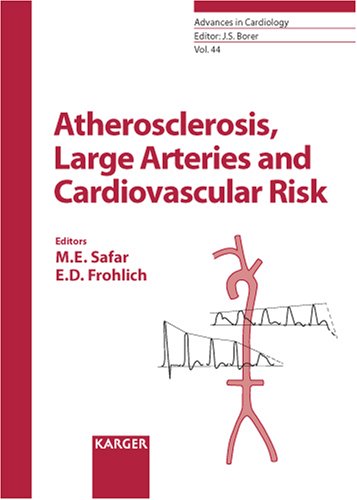 Advances in Cardiology
Editor: J.S. Borer
Vol. 44
Atherosclerosis,
Large Arteries and
Cardiovascular Risk
Editors
M.E. Safar
E.D. Frohlich
KARGER